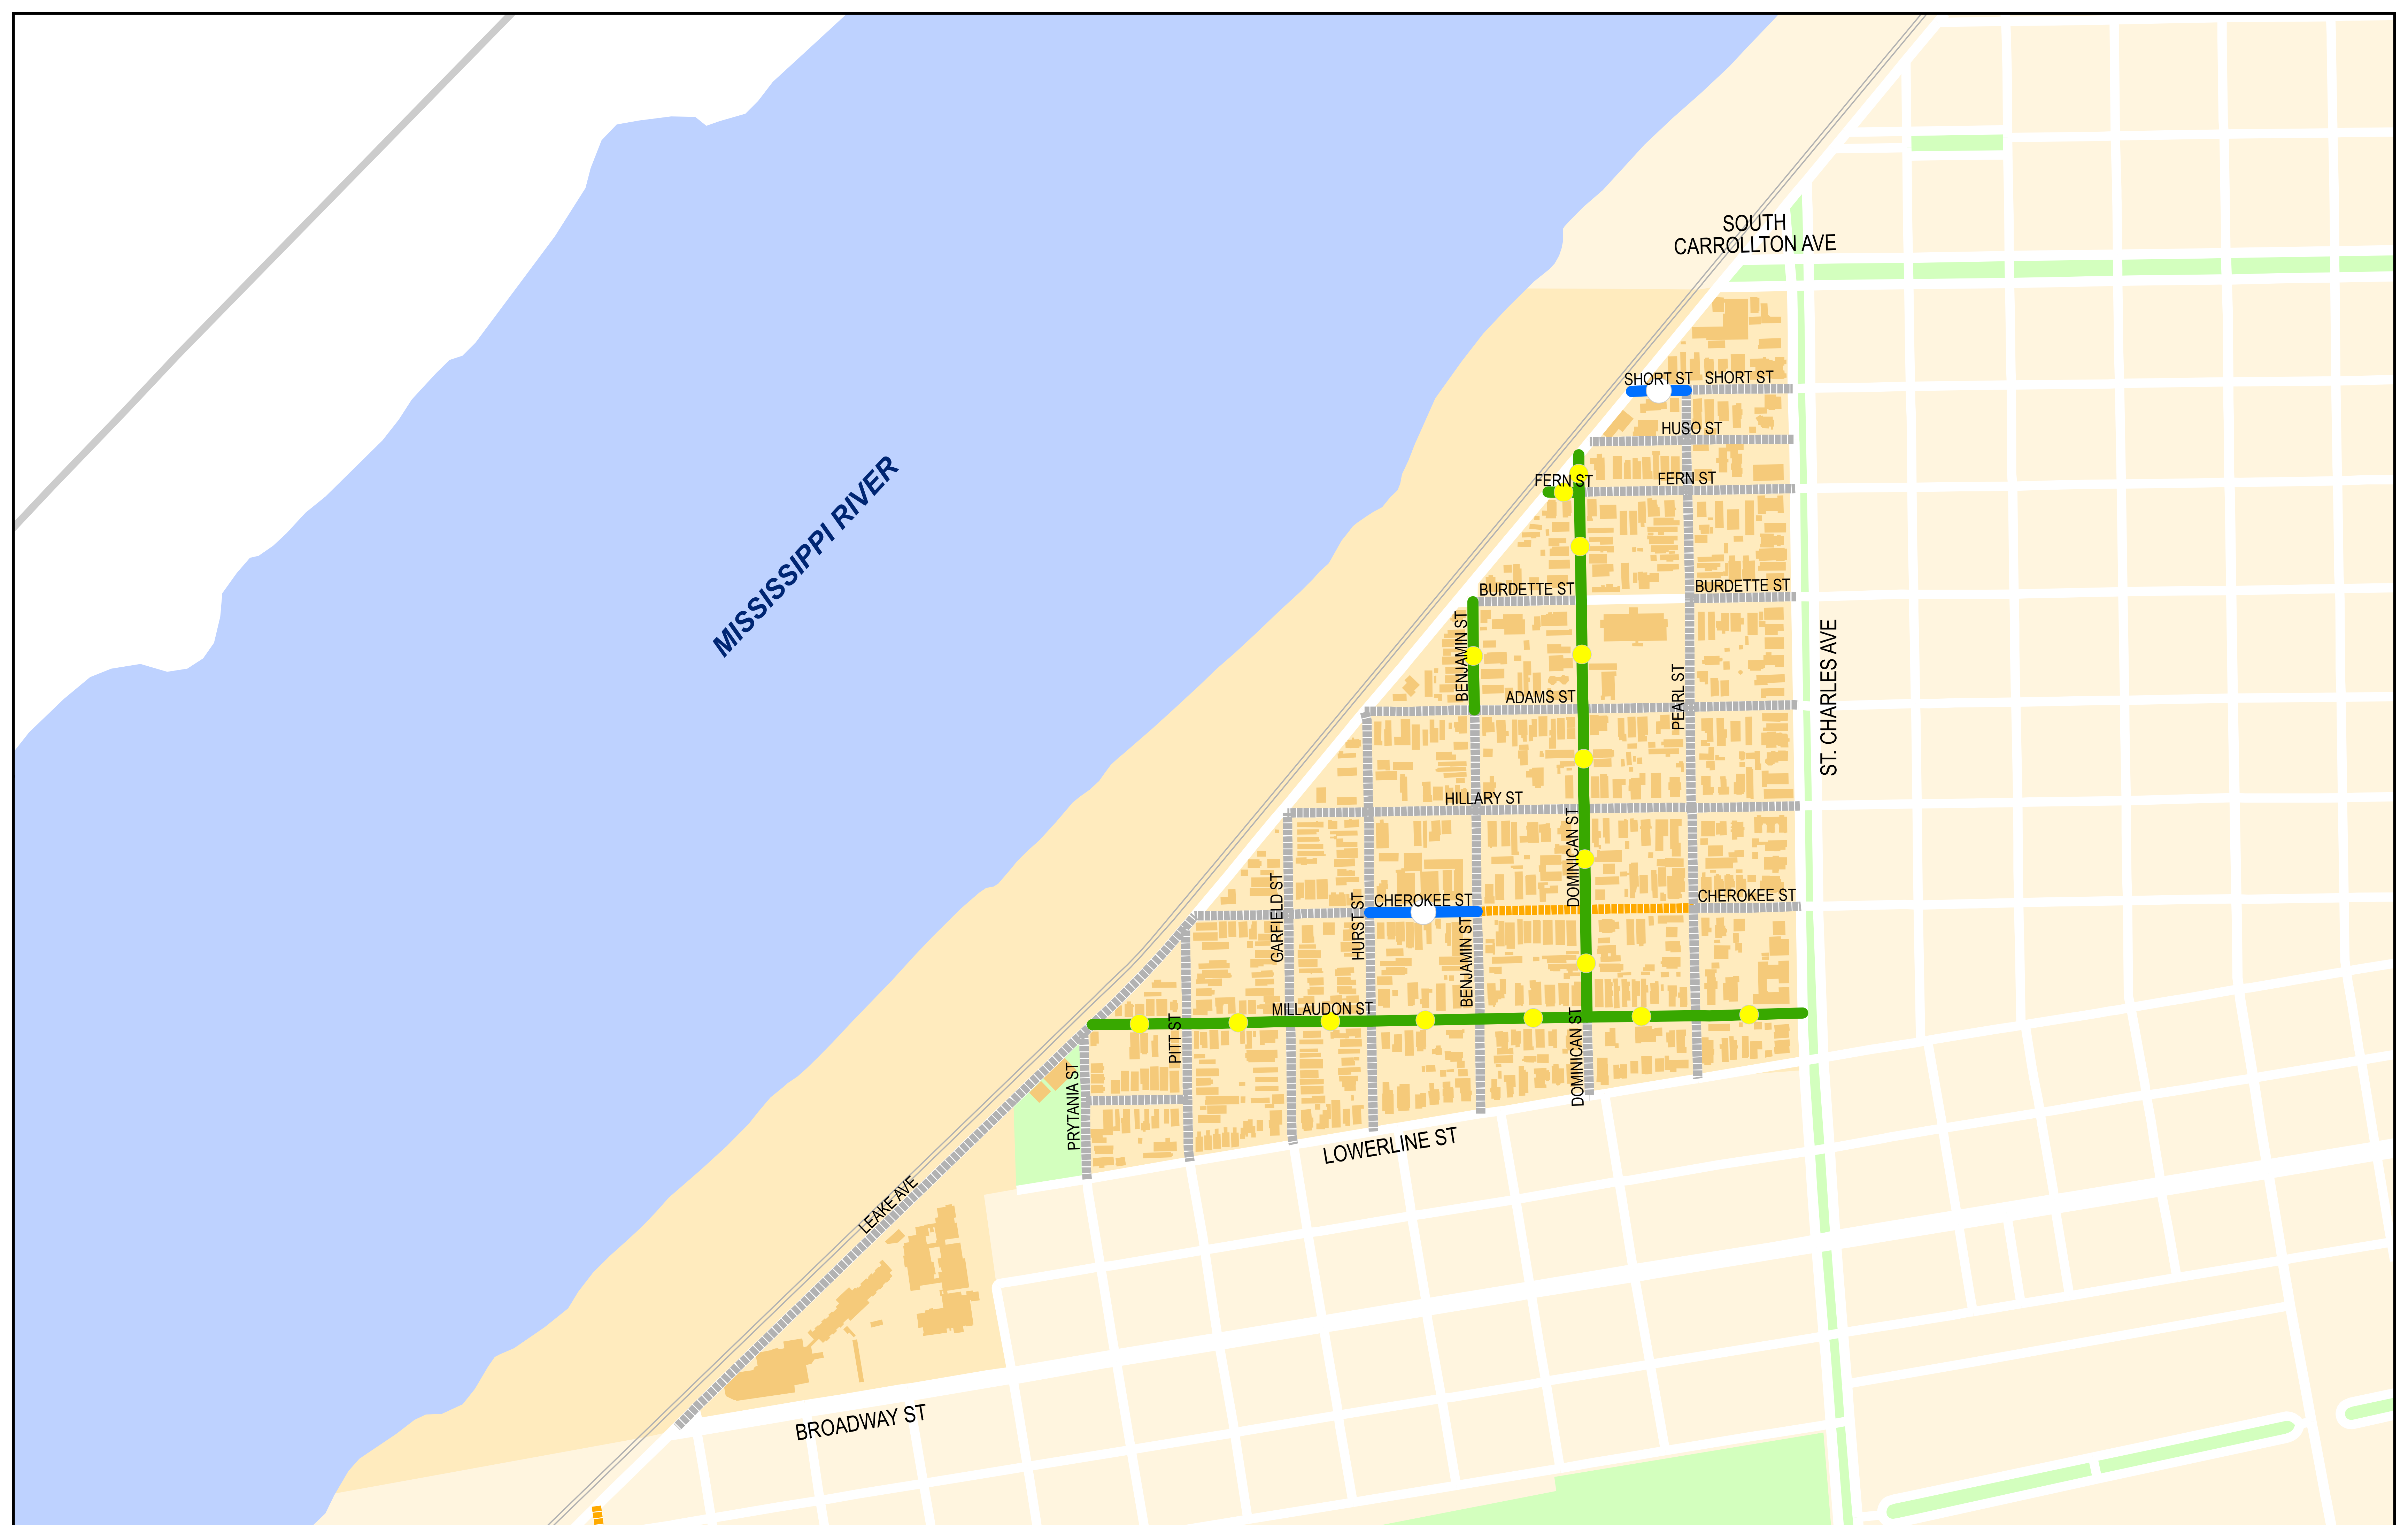 SOUTH
CARROLLTON AVE
SHORT ST
SHORT ST
HUSO ST
FERN ST
FERN ST
MISSISSIPPI RIVER
BURDETTE ST
BURDETTE ST
BENJAMIN ST
ST. CHARLES AVE
PEARL ST
ADAMS ST
HILLARY ST
DOMINICAN ST
GARFIELD ST
HURST ST
CHEROKEE ST
CHEROKEE ST
BENJAMIN ST
MILLAUDON ST
PITT ST
DOMINICAN ST
PRYTANIA ST
LOWERLINE ST
LEAKE AVE
BROADWAY ST